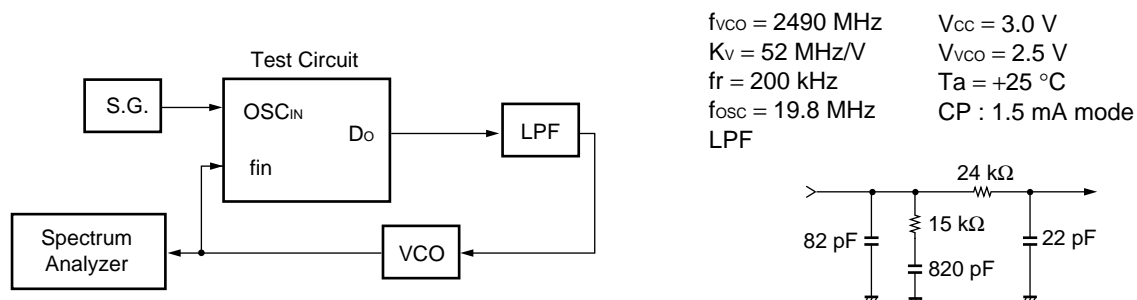 Test Circuit
S.G.
OSCIN
DO
fin
LPF
VCO
Spectrum
Analyzer
fVCO = 2490 MHz
KV = 52 MHz/V
fr = 200 kHz
fOSC = 19.8 MHz
LPF
VCC = 3.0 V
VVCO = 2.5 V
Ta = +25 °C
CP : 1.5 mA mode
24 kΩ
15 kΩ
82 pF
22 pF
820 pF